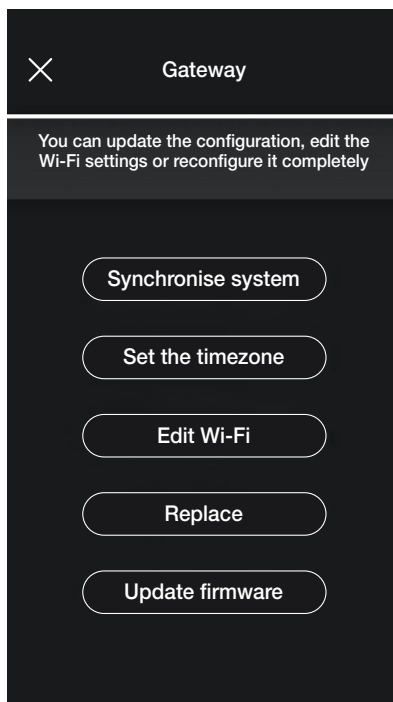 Gateway
You can update the configuration, edit the
Wi-Fi settings or reconfigure it completely
Synchronise system
Set the timezone
Edit Wi-Fi
Replace
Update firmware